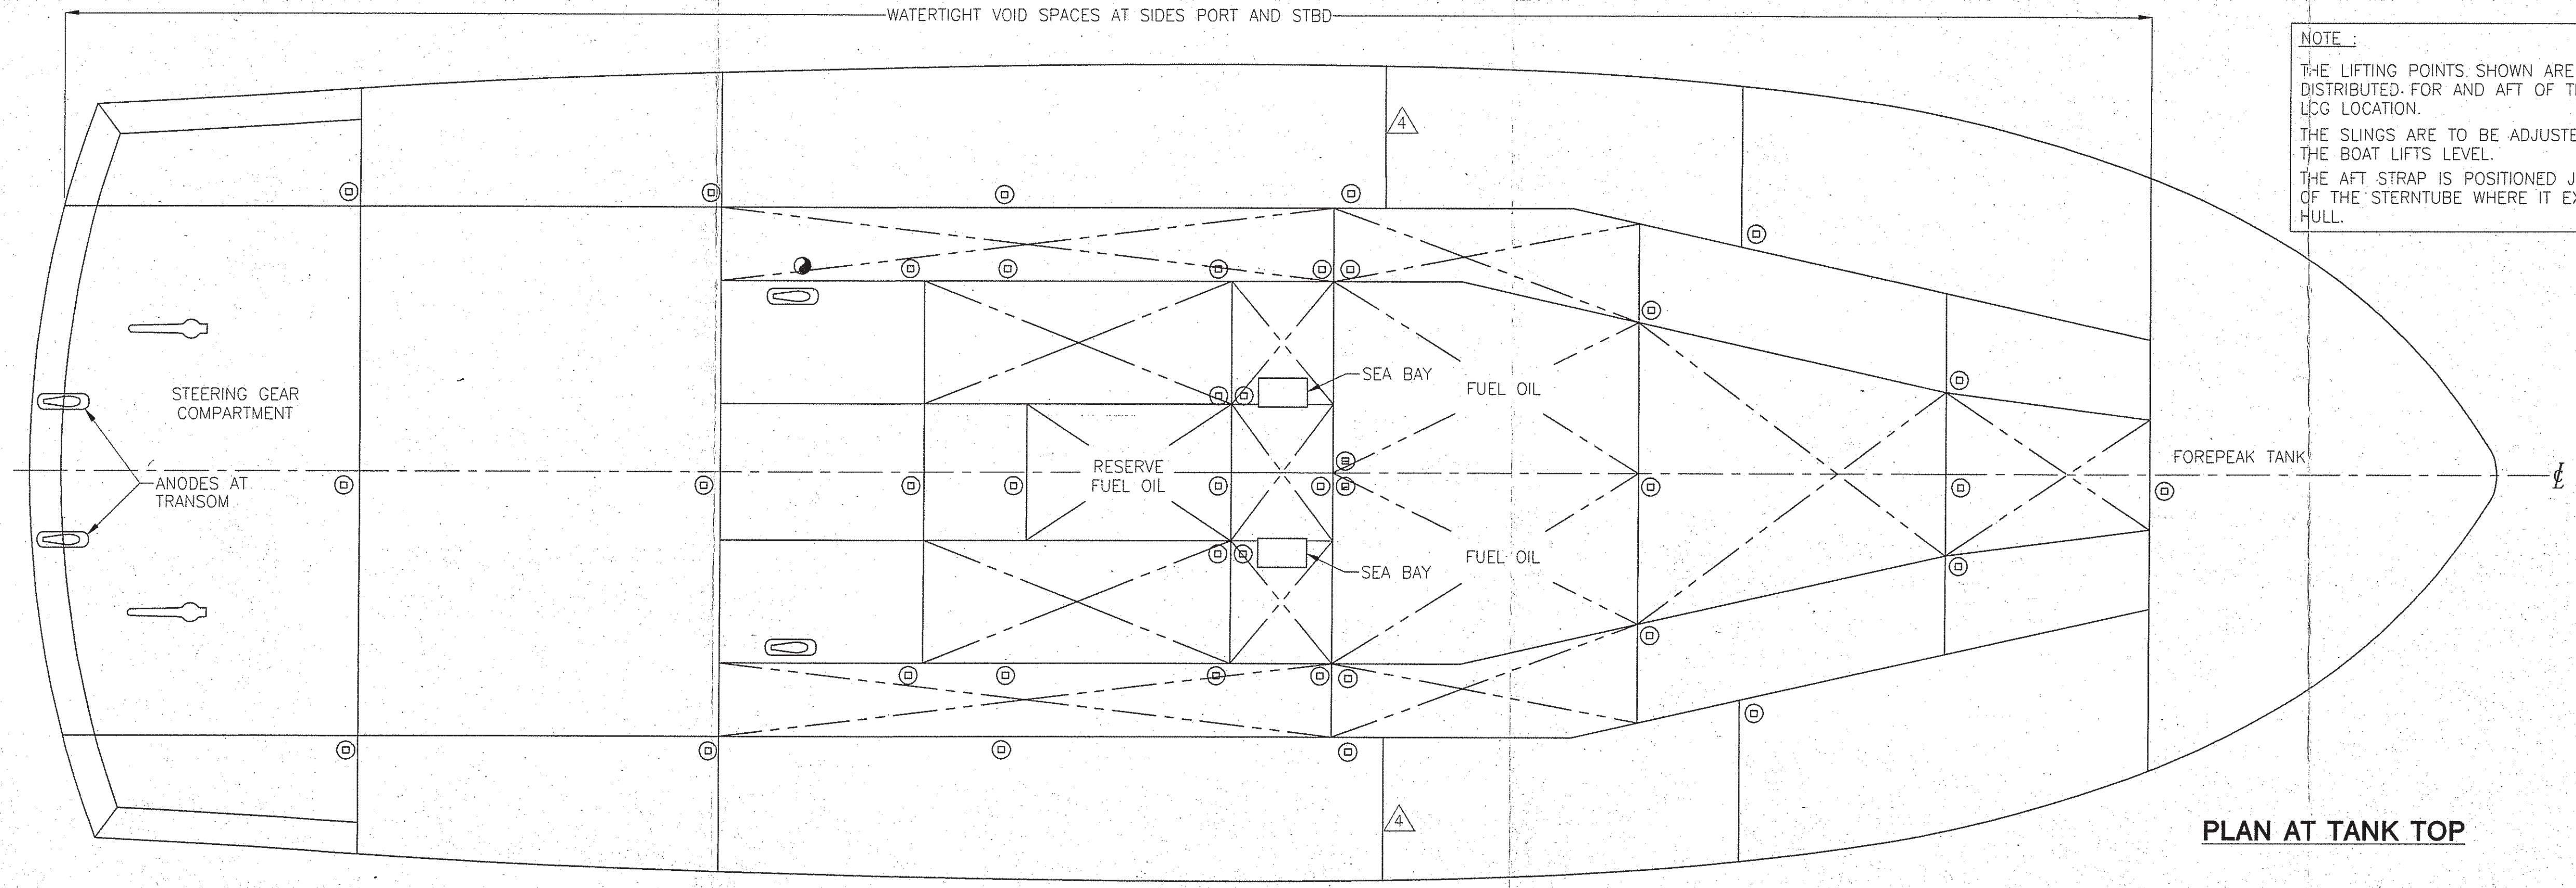 WATERTIGHT VOID SPACES AT SIDES PORT AND STBD
NOTE :
THE LIFTING POINTS SHOWN ARE
DISTRIBUTED FOR AND AFT OF
LCG LOCATION.
THE SLINGS ARE TO BE
THE BOAT LIFTS LEVEL.
THE AFT STRAP IS POSITIONED
OF THE STERNTUBE WHERE IT
HULL.
4
SEA BAY
FUEL OIL
STEERING GEAR
COMPARTMENT
RESERVE
FUEL OIL
FOREPEAK TANK
ANODES AT
TRANSOM
FUEL OIL
SEA BAY
4
PLAN AT TANK TOP